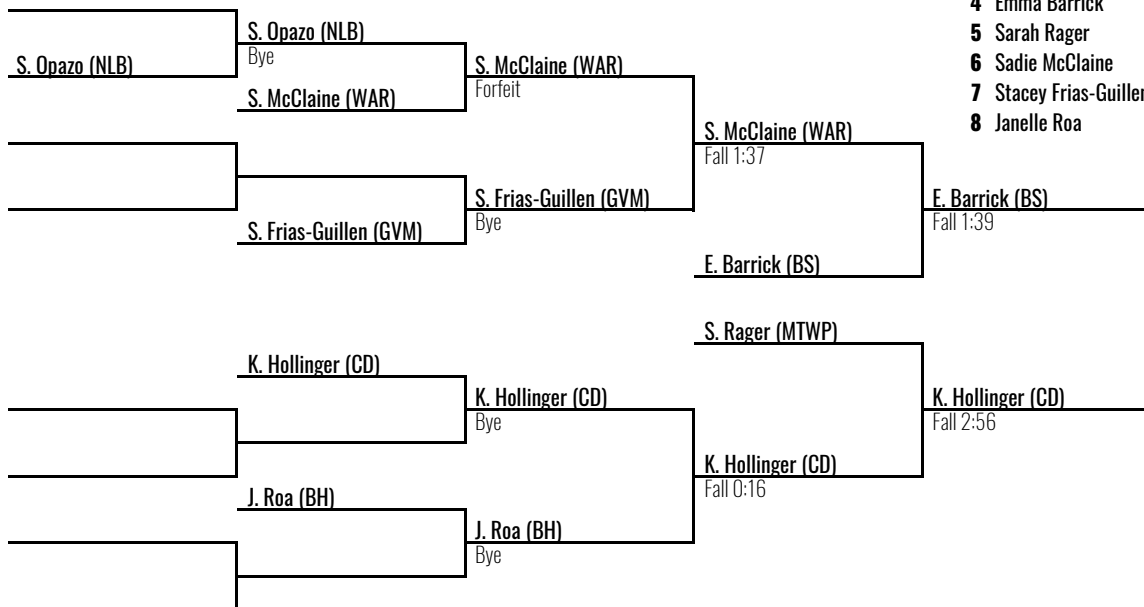 S. Opazo (NLB)
S. Opazo (NLB)
Bye
S. McClaine (WAR)
S. McClaine (WAR)
Forfeit
S. Frias-Guillen (GVM)
S. Frias-Guillen (GVM)
Bye
S. McClaine (WAR)
Fall 1:37
E. Barrick (BS)
E. Barrick (BS)
Fall 1:39
S. Rager (MTWP)
K. Hollinger (CD)
K. Hollinger (CD)
Bye
K. Hollinger (CD)
Fall 2:56
K. Hollinger (CD)
Fall 0:16
J. Roa (BH)
J. Roa (BH)
Bye
4 Emma Barrick
5 Sarah Rager
6 Sadie McClaine
7 Stacey Frias-Guillen
8 Janelle Roa